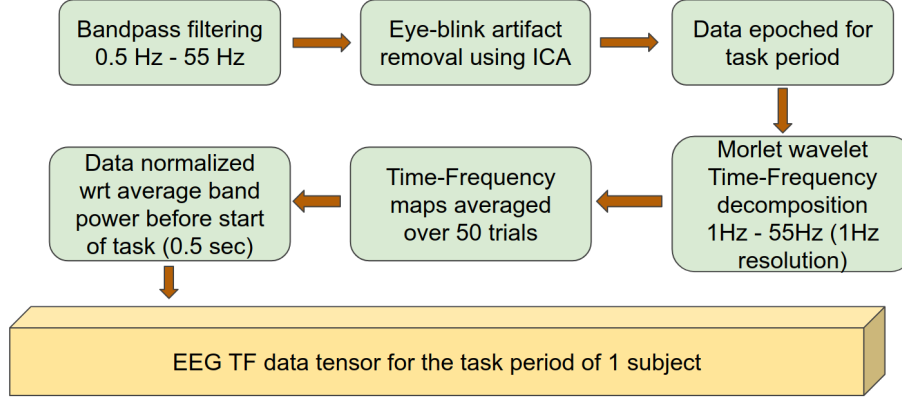 Bandpass filtering
0.5 Hz - 55 Hz
Eye-blink artifact
removal using ICA
Data epoched for
task period
Morlet wavelet
Time-Frequency
decomposition
1Hz - 55Hz (1Hz
resolution)
Time-Frequency
maps averaged
over 50 trials
Data normalized
wrt average band
power before start
of task (0.5 sec)
EEG TF data tensor for the task period of 1 subject